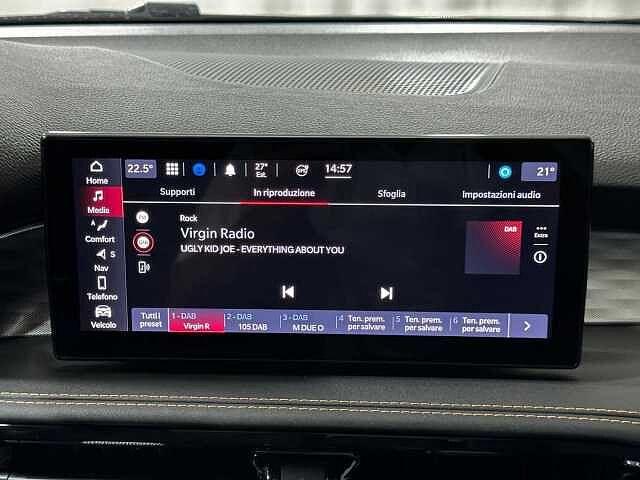 22.5°
27°
Est.
14:57
21°
Home
Media
Comfort
S
Nav
Telefono
Veicolo
Supporti
In riproduzione
Sfoglia
Impostazioni audio
Rock
Virgin Radio
UGLY KID JOE - EVERYTHING ABOUT YOU
DAB
Extra
Tutti i
preset
1 - DAB
Virgin R
2 - DAB
105 DAB
3 - DAB
M DUE O
4 Ten. prem.
per salvare
5 Ten. prem.
per salvare
6 Ten. prem.
per salvare